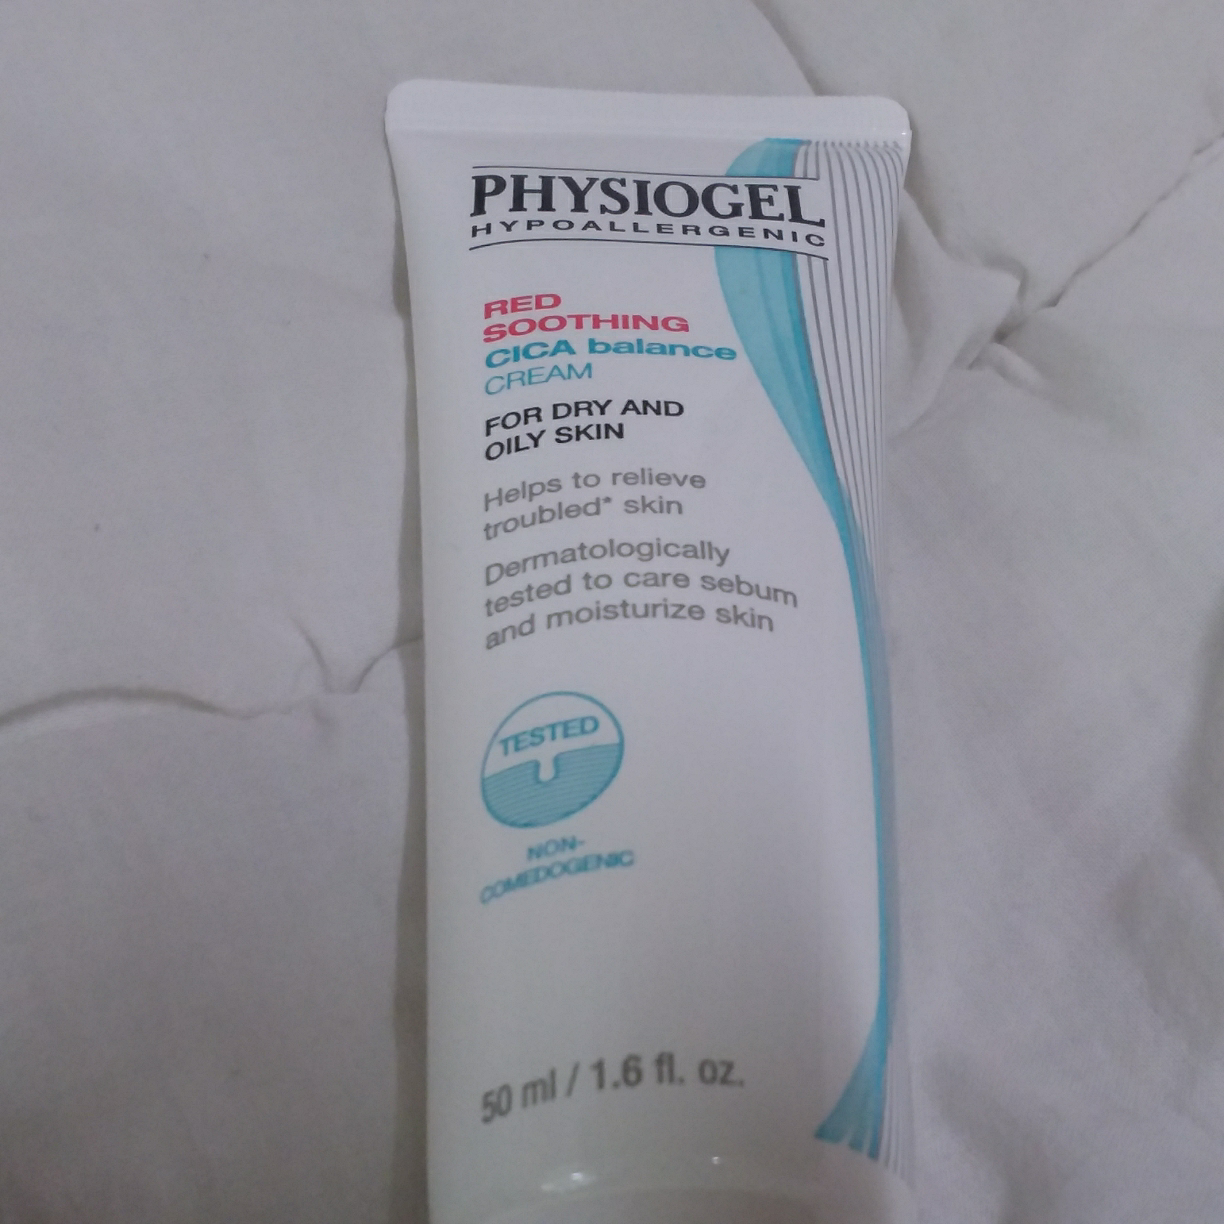 PHYSIOGEL
HYPOALLERGENIC
RED
SOOTHING
CICA balance
CREAM
FOR DRY AND
OILY SKIN
Helps to relieve
troubled* skin
Dermatologically
tested to care sebum
and moisturize skin
TESTED
NON-
COMEDOGENIC
50 ml / 1.6 fl. oz.